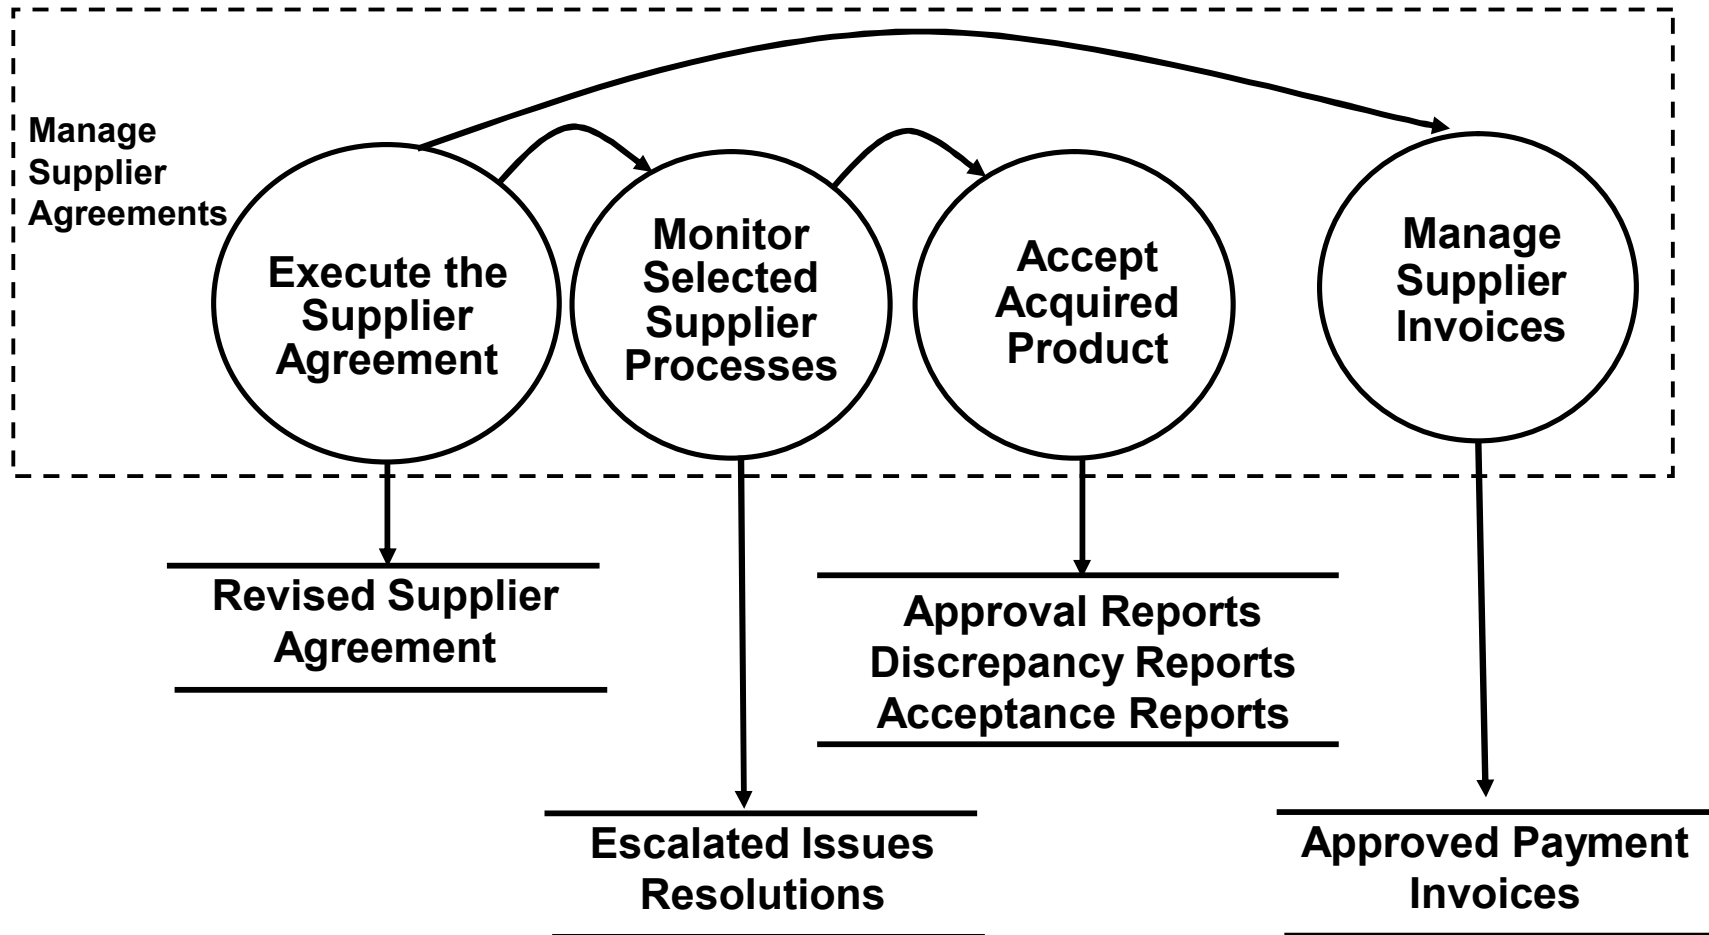 Manage
Supplier
Agreements
Execute the
Supplier
Agreement
Monitor
Selected
Supplier
Processes
Accept
Acquired
Product
Manage
Supplier
Invoices
Revised Supplier
Agreement
Approval Reports
Discrepancy Reports
Acceptance Reports
Escalated Issues
Resolutions
Approved Payment
Invoices